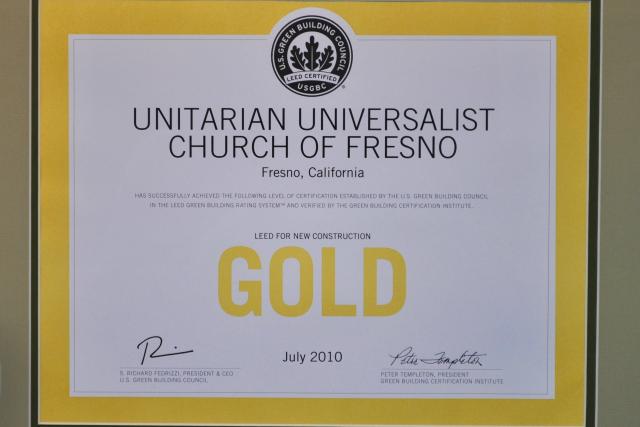 U.S. GREEN BUILDING COUNCIL
LEED CERTIFIED
USGBC
UNITARIAN UNIVERSALIST
CHURCH OF FRESNO
Fresno, California
HAS SUCCESSFULLY ACHIEVED THE FOLLOWING LEVEL OF CERTIFICATION ESTABLISHED BY THE U.S. GREEN BUILDING COUNCIL
IN THE LEED GREEN BUILDING RATING SYSTEM™ AND VERIFIED BY THE GREEN BUILDING CERTIFICATION INSTITUTE.
LEED FOR NEW CONSTRUCTION
GOLD
July 2010
Peter Templeton
S. RICHARD FEDRIZZI, PRESIDENT & CEO
U.S. GREEN BUILDING COUNCIL
PETER TEMPLETON, PRESIDENT
GREEN BUILDING CERTIFICATION INSTITUTE